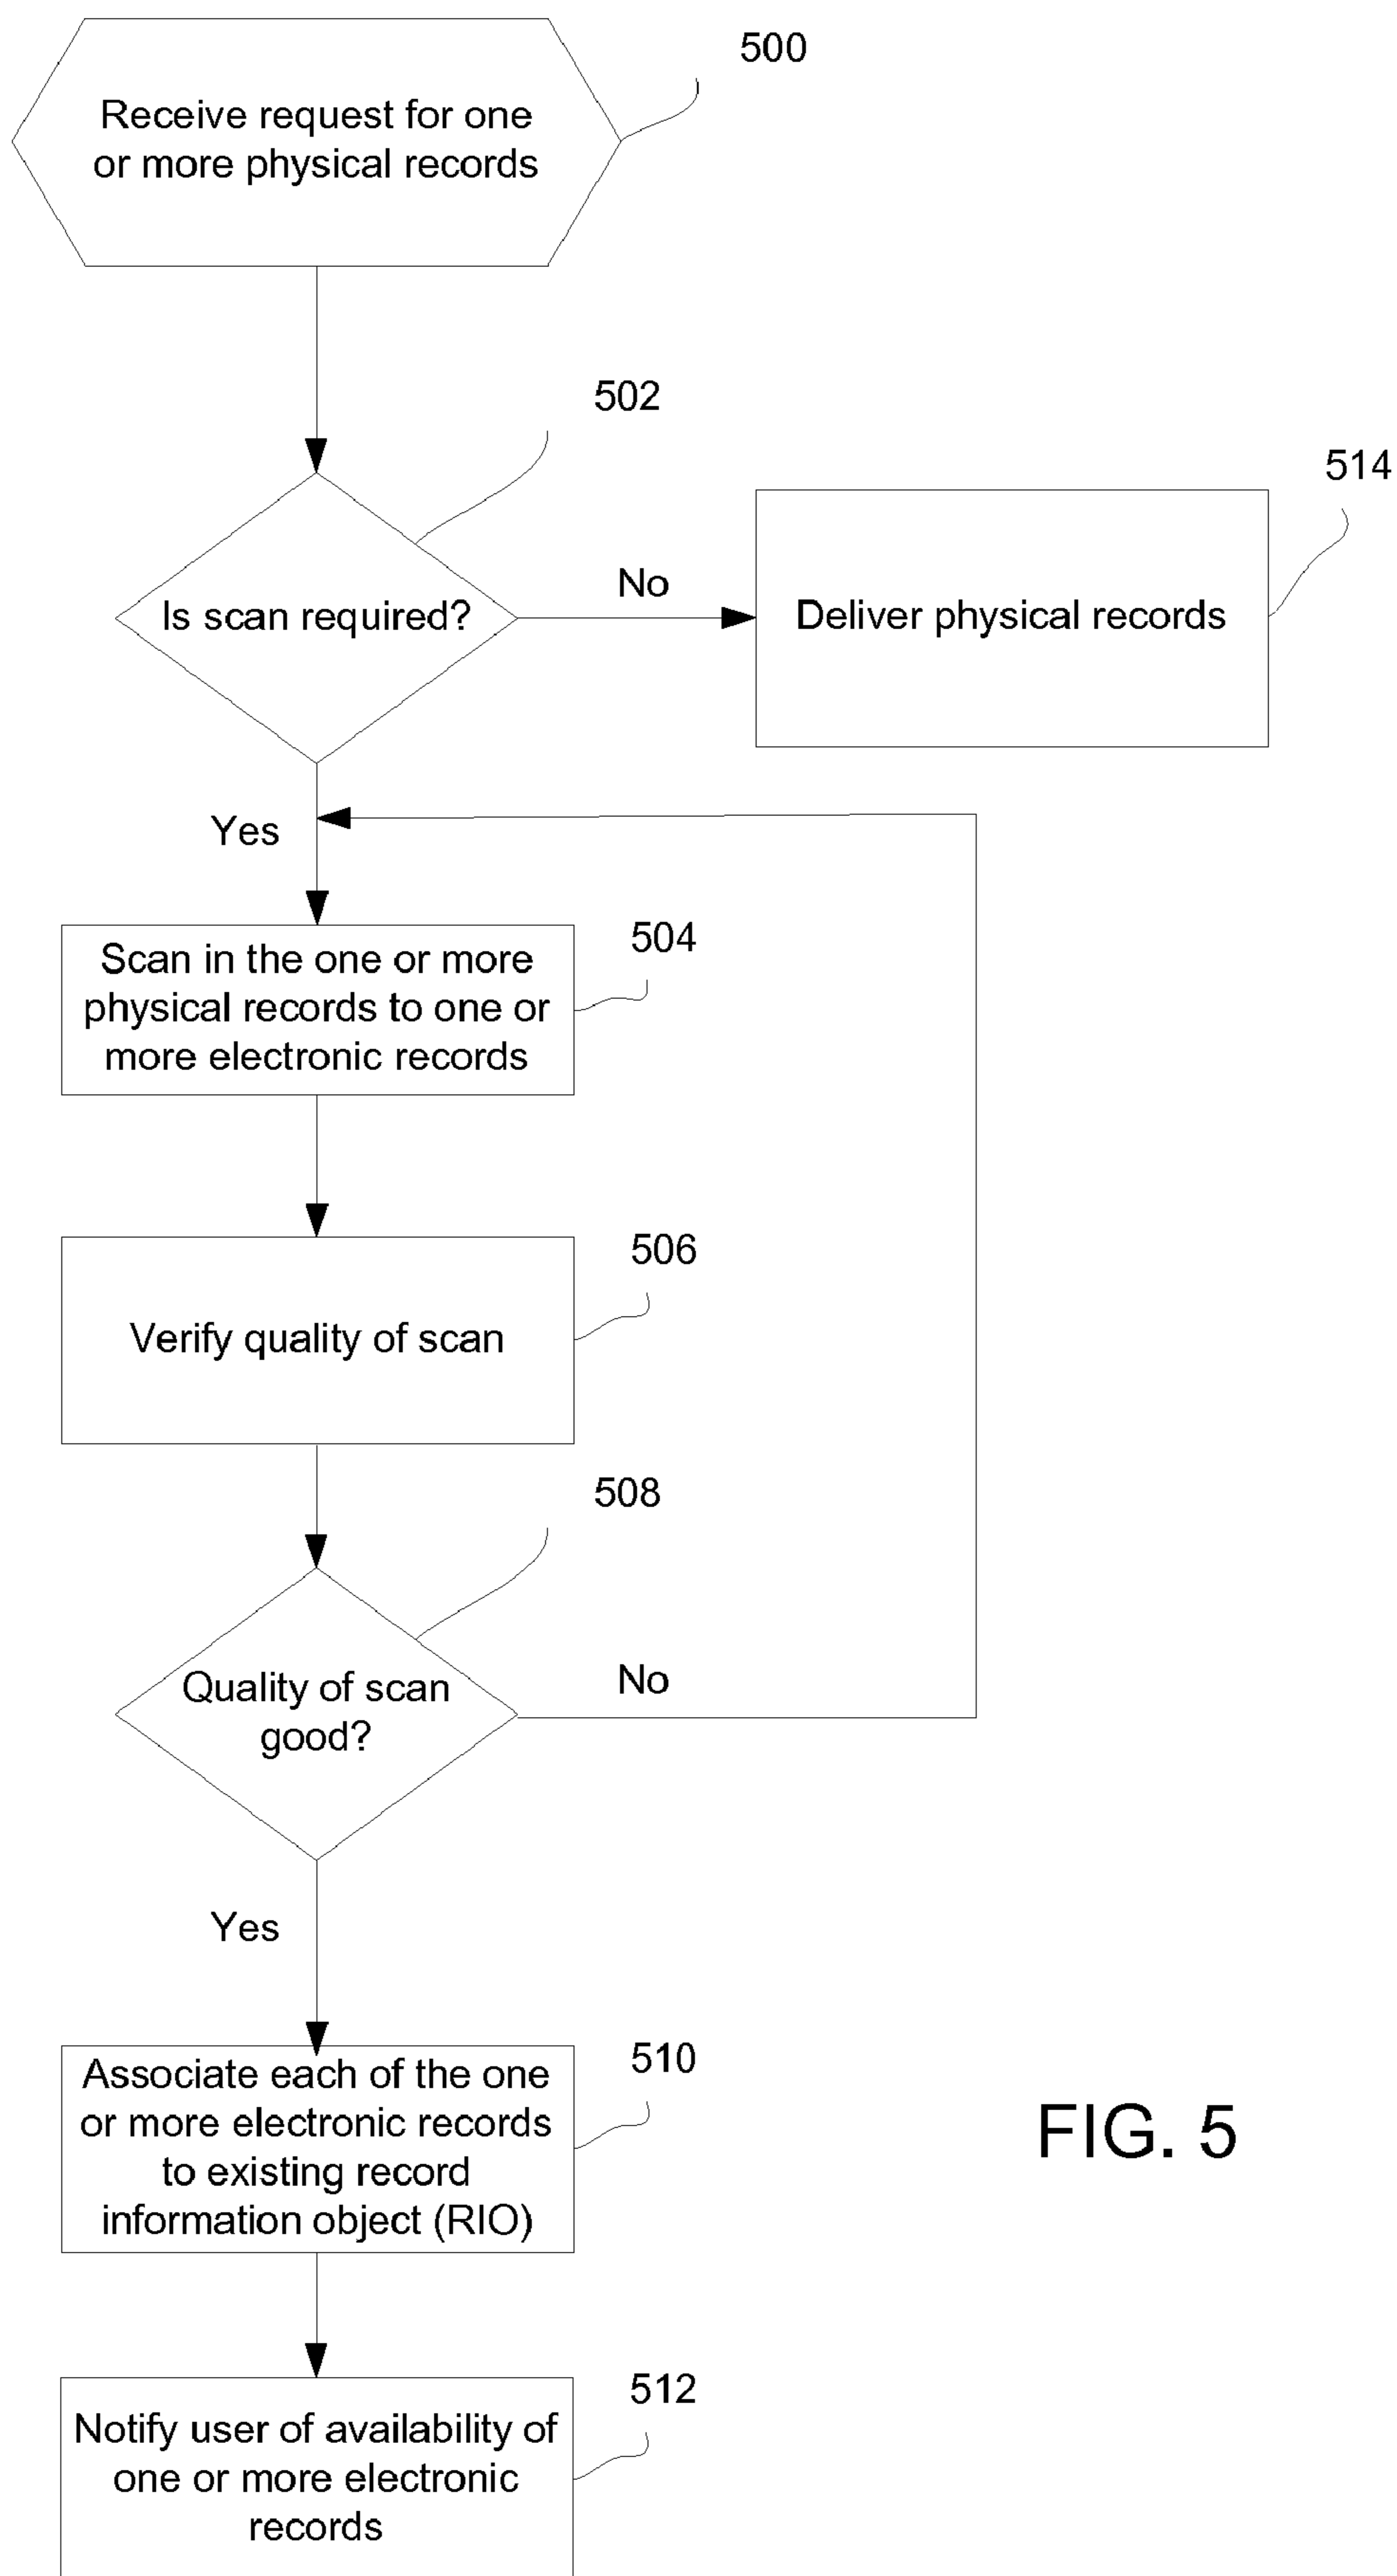 500
Receive request for one
or more physical records
502
514
Is scan required?
No
Deliver physical records
Yes
504
Scan in the one or more
physical records to one or
more electronic records
506
Verify quality of scan
508
Quality of scan
good?
No
Yes
510
Associate each of the one
or more electronic records
to existing record
information object (RIO)
FIG. 5
512
Notify user of availability of
one or more electronic
records